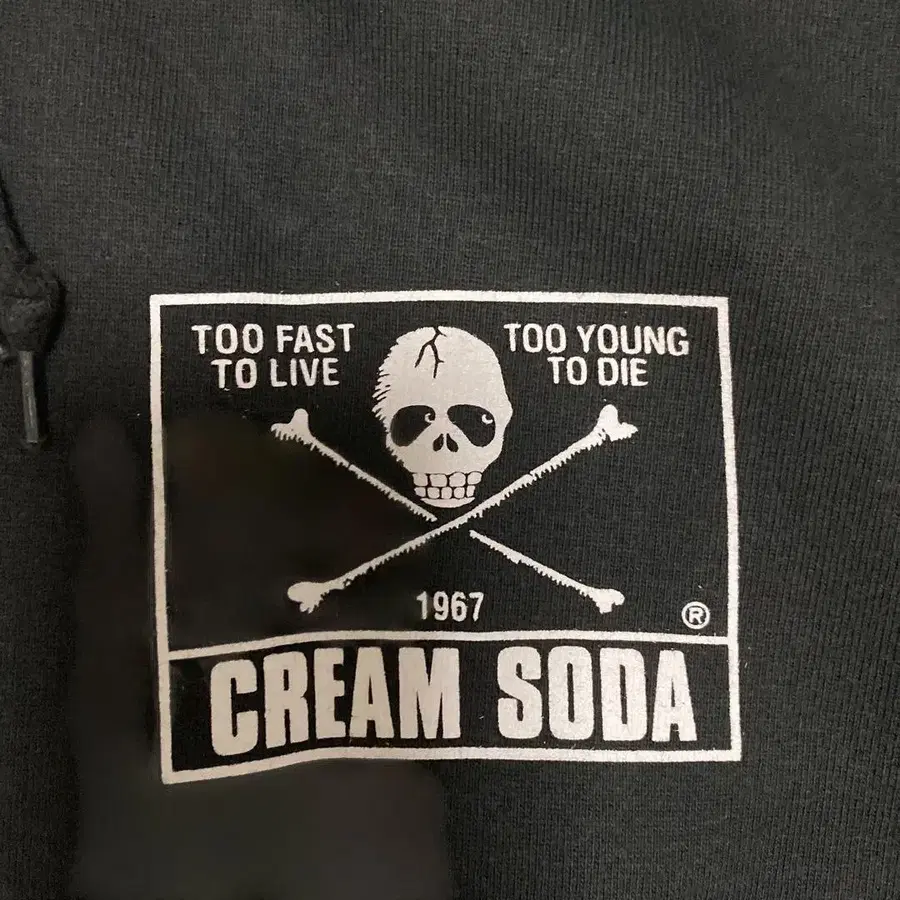 TOO FAST
TO LIVE
TOO YOUNG
TO DIE
1967
®
CREAM SODA